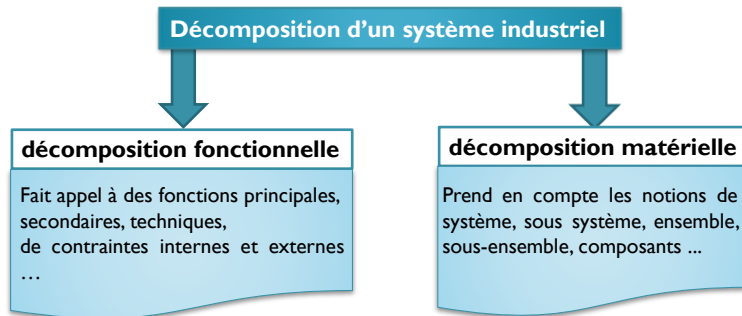 Décomposition d'un système industriel
décomposition fonctionnelle
Fait appel à des fonctions principales,
secondaires, techniques,
de contraintes internes et externes
…
décomposition matérielle
Prend en compte les notions de
système, sous système, ensemble,
sous-ensemble, composants ...